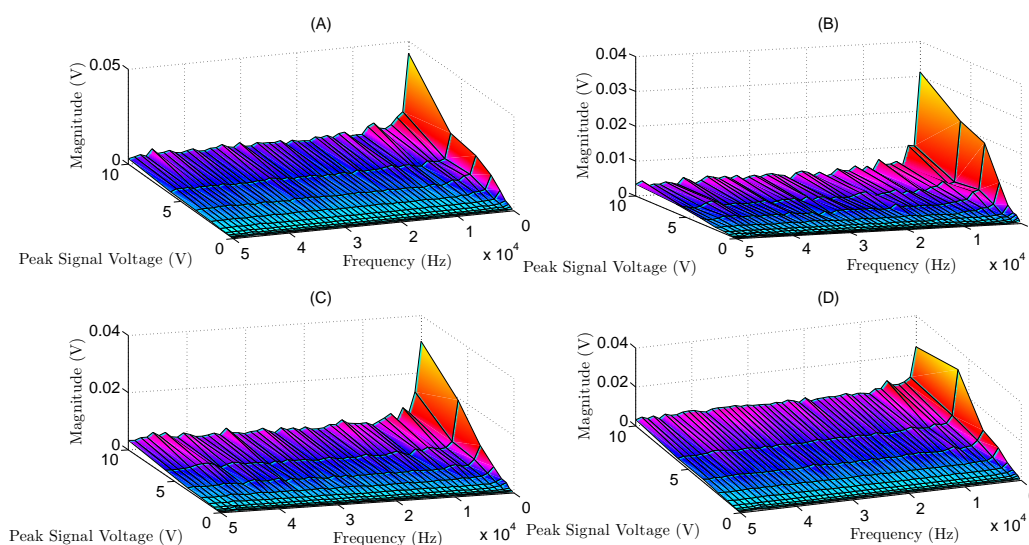 (A)
0.05
0
10
5
0
Magnitude (V)
Peak Signal Voltage (V)
5
4
3
2
1
0
x 10^4
Frequency (Hz)
(B)
0.04
0.03
0.02
0.01
0
10
5
0
Magnitude (V)
Peak Signal Voltage (V)
5
4
3
2
1
0
x 10^4
Frequency (Hz)
(C)
0.04
0.02
0
10
5
0
Magnitude (V)
Peak Signal Voltage (V)
5
4
3
2
1
0
x 10^4
Frequency (Hz)
(D)
0.04
0.02
0
10
5
0
Magnitude (V)
Peak Signal Voltage (V)
5
4
3
2
1
0
x 10^4
Frequency (Hz)